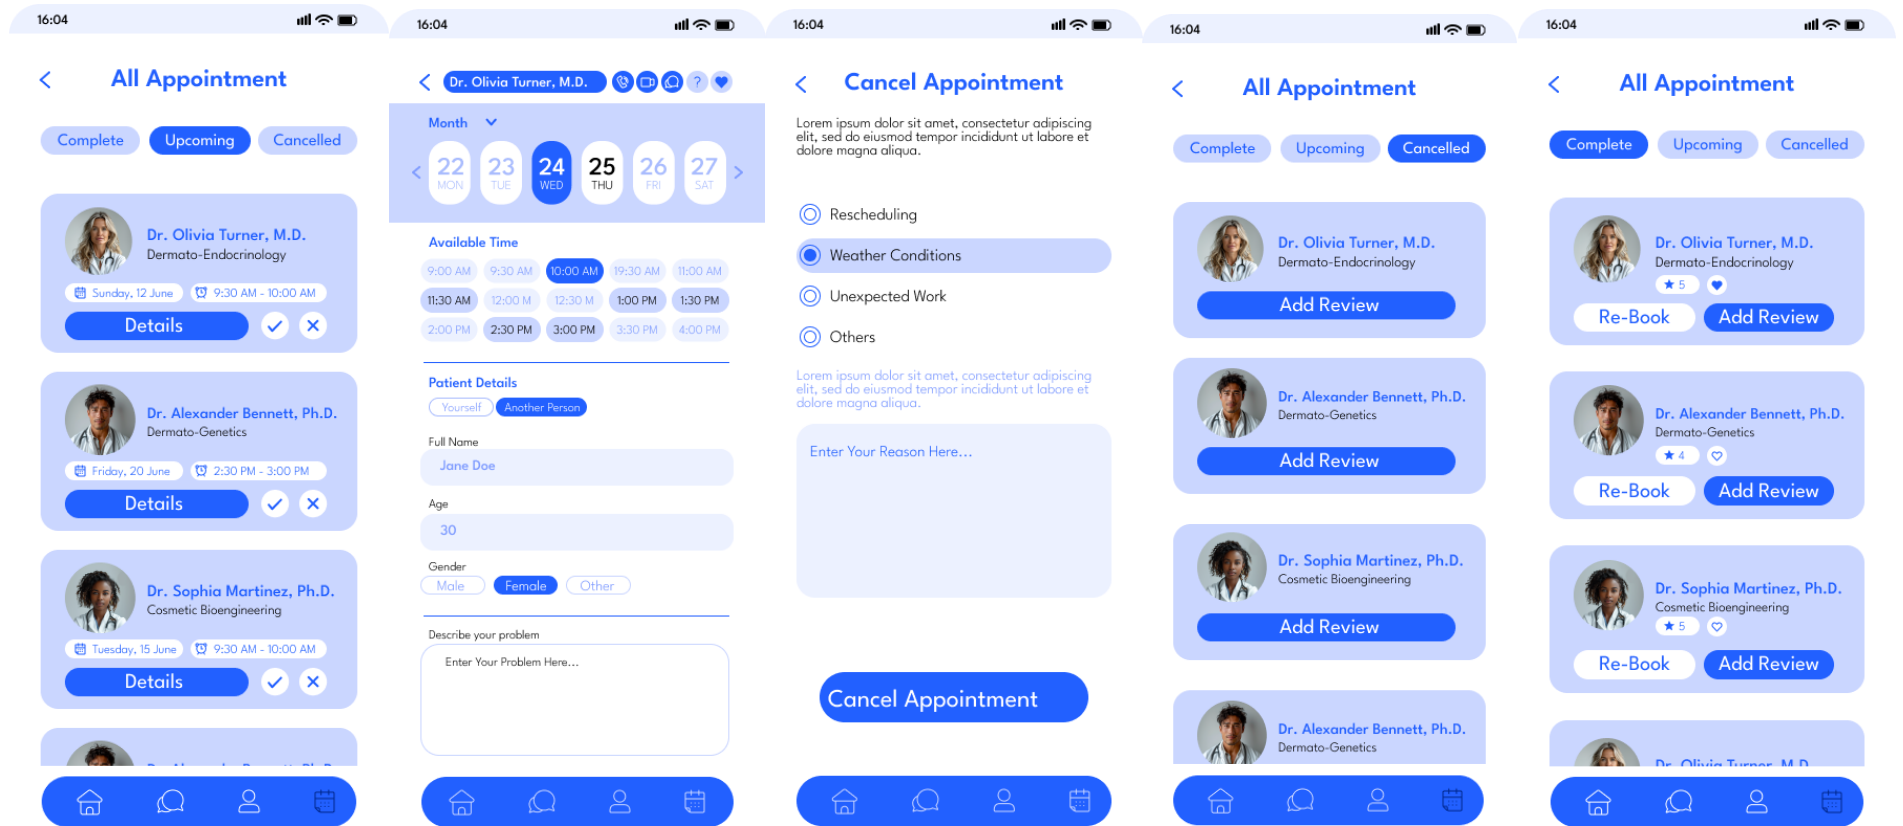 16:04
All Appointment
Complete Upcoming Cancelled
Dr. Olivia Turner, M.D.
Dermato-Endocrinology
Sunday, 12 June 9:30 AM - 10:00 AM
Details
Dr. Alexander Bennett, Ph.D.
Dermato-Genetics
Friday, 20 June 2:30 PM - 3:00 PM
Details
Dr. Sophia Martinez, Ph.D.
Cosmetic Bioengineering
Tuesday, 15 June 9:30 AM - 10:00 AM
Details
16:04
Dr. Olivia Turner, M.D. ?
Month
22 23 24 25 26 27
MON TUE WED THU FRI SAT
Available Time
9:00 AM 9:30 AM 10:00 AM 19:30 AM 11:00 AM
11:30 AM 12:00 M 12:30 M 1:00 PM 1:30 PM
2:00 PM 2:30 PM 3:00 PM 3:30 PM 4:00 PM
Patient Details
Yourself Another Person
Full Name
Jane Doe
Age
30
Gender
Male Female Other
Describe your problem
Enter Your Problem Here...
16:04
Cancel Appointment
Lorem ipsum dolor sit amet, consectetur adipiscing
elit, sed do eiusmod tempor incididunt ut labore et
dolore magna aliqua.
Rescheduling
Weather Conditions
Unexpected Work
Others
Lorem ipsum dolor sit amet, consectetur adipiscing
elit, sed do eiusmod tempor incididunt ut labore et
dolore magna aliqua.
Enter Your Reason Here...
Cancel Appointment
16:04
All Appointment
Complete Upcoming Cancelled
Dr. Olivia Turner, M.D.
Dermato-Endocrinology
Add Review
Dr. Alexander Bennett, Ph.D.
Dermato-Genetics
Add Review
Dr. Sophia Martinez, Ph.D.
Cosmetic Bioengineering
Add Review
Dr. Alexander Bennett, Ph.D.
Dermato-Genetics
16:04
All Appointment
Complete Upcoming Cancelled
Dr. Olivia Turner, M.D.
Dermato-Endocrinology
5
Re-Book Add Review
Dr. Alexander Bennett, Ph.D.
Dermato-Genetics
4
Re-Book Add Review
Dr. Sophia Martinez, Ph.D.
Cosmetic Bioengineering
5
Re-Book Add Review
Dr. Olivia Turner, M.D.